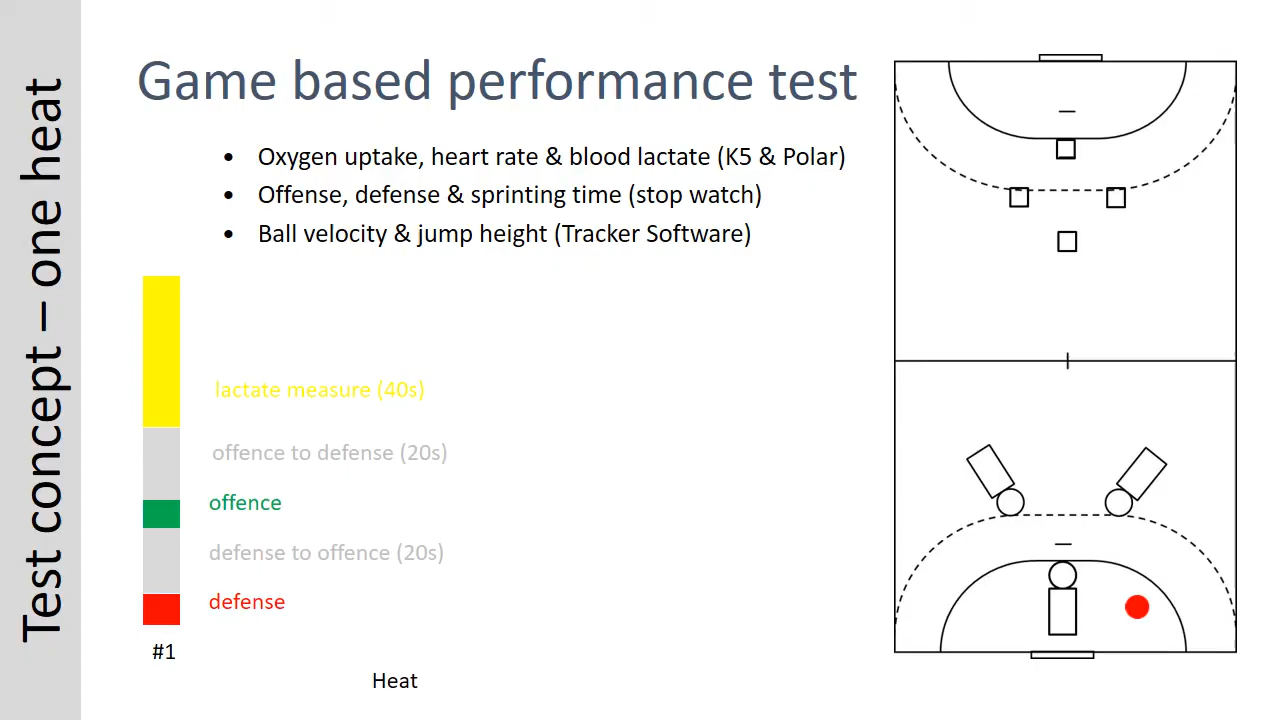 Test concept – one heat
Game based performance test
• Oxygen uptake, heart rate & blood lactate (K5 & Polar)
• Offense, defense & sprinting time (stop watch)
• Ball velocity & jump height (Tracker Software)
lactate measure (40s)
offence to defense (20s)
offence
defense to offence (20s)
defense
#1
Heat